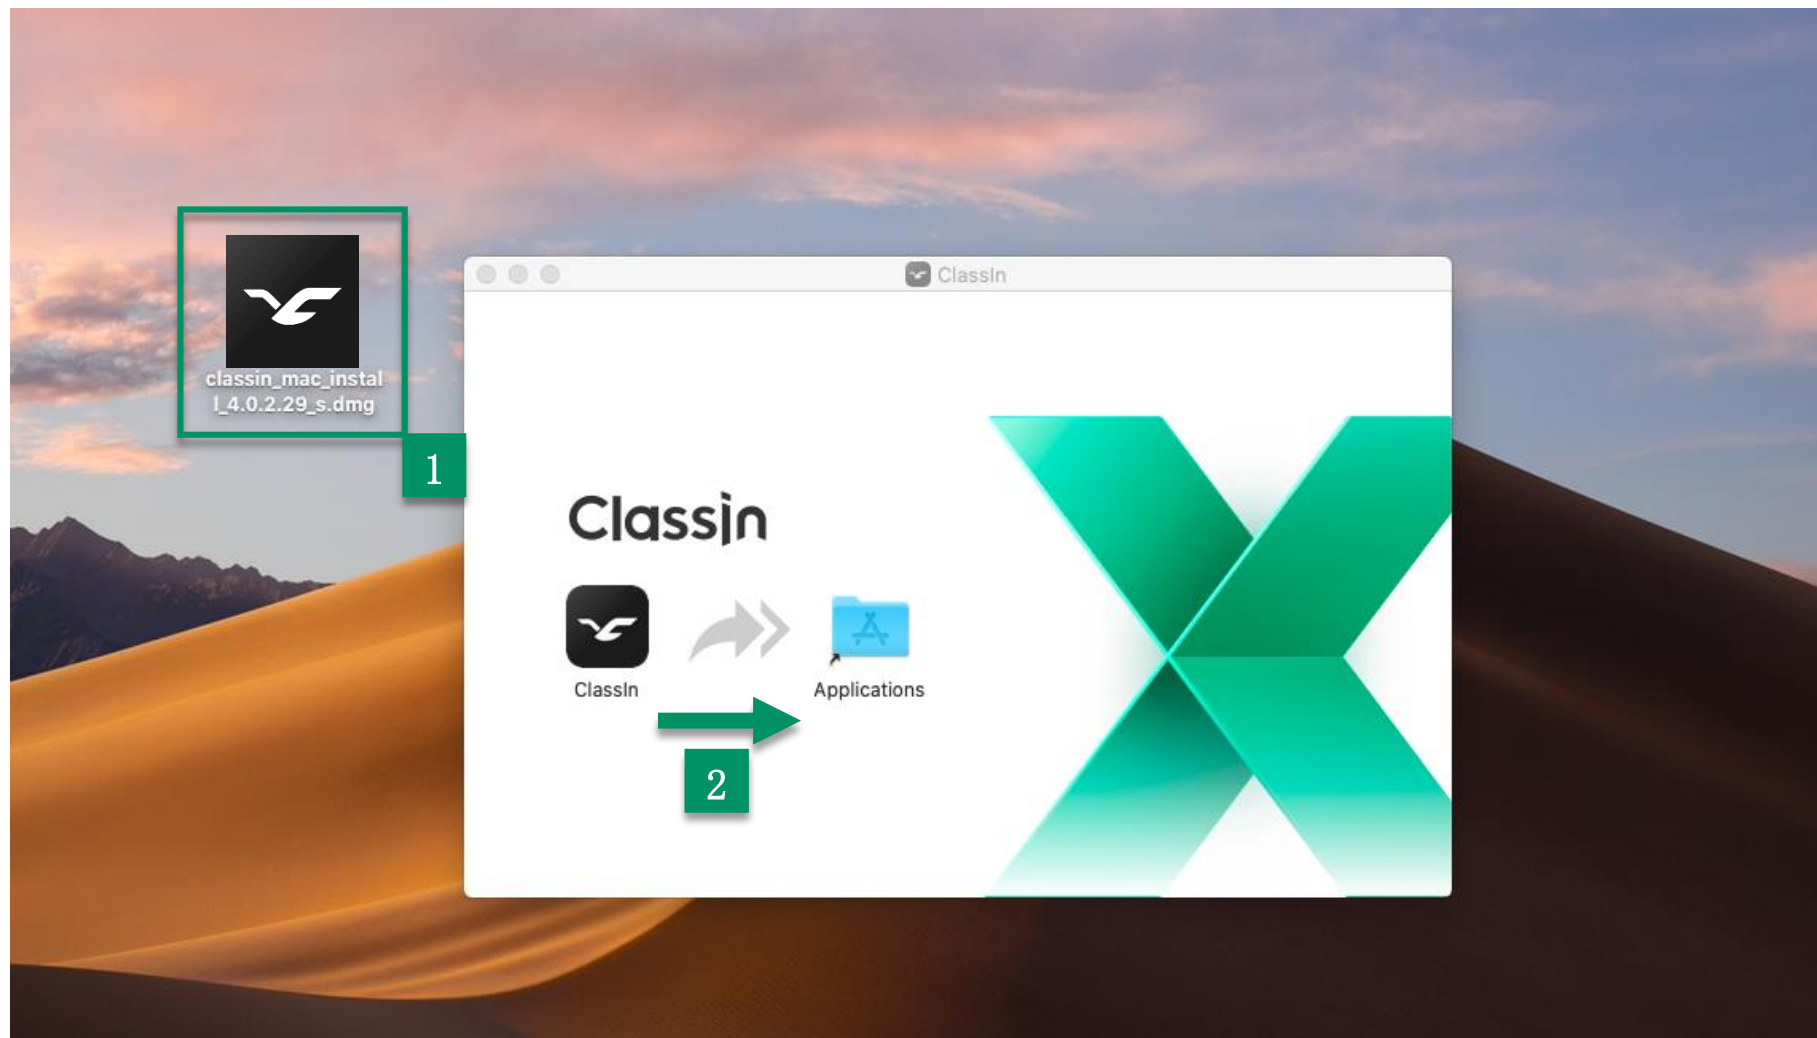 classin_mac_instal
l_4.0.2.29_s.dmg
1
ClassIn
ClassIn
ClassIn
Applications
2